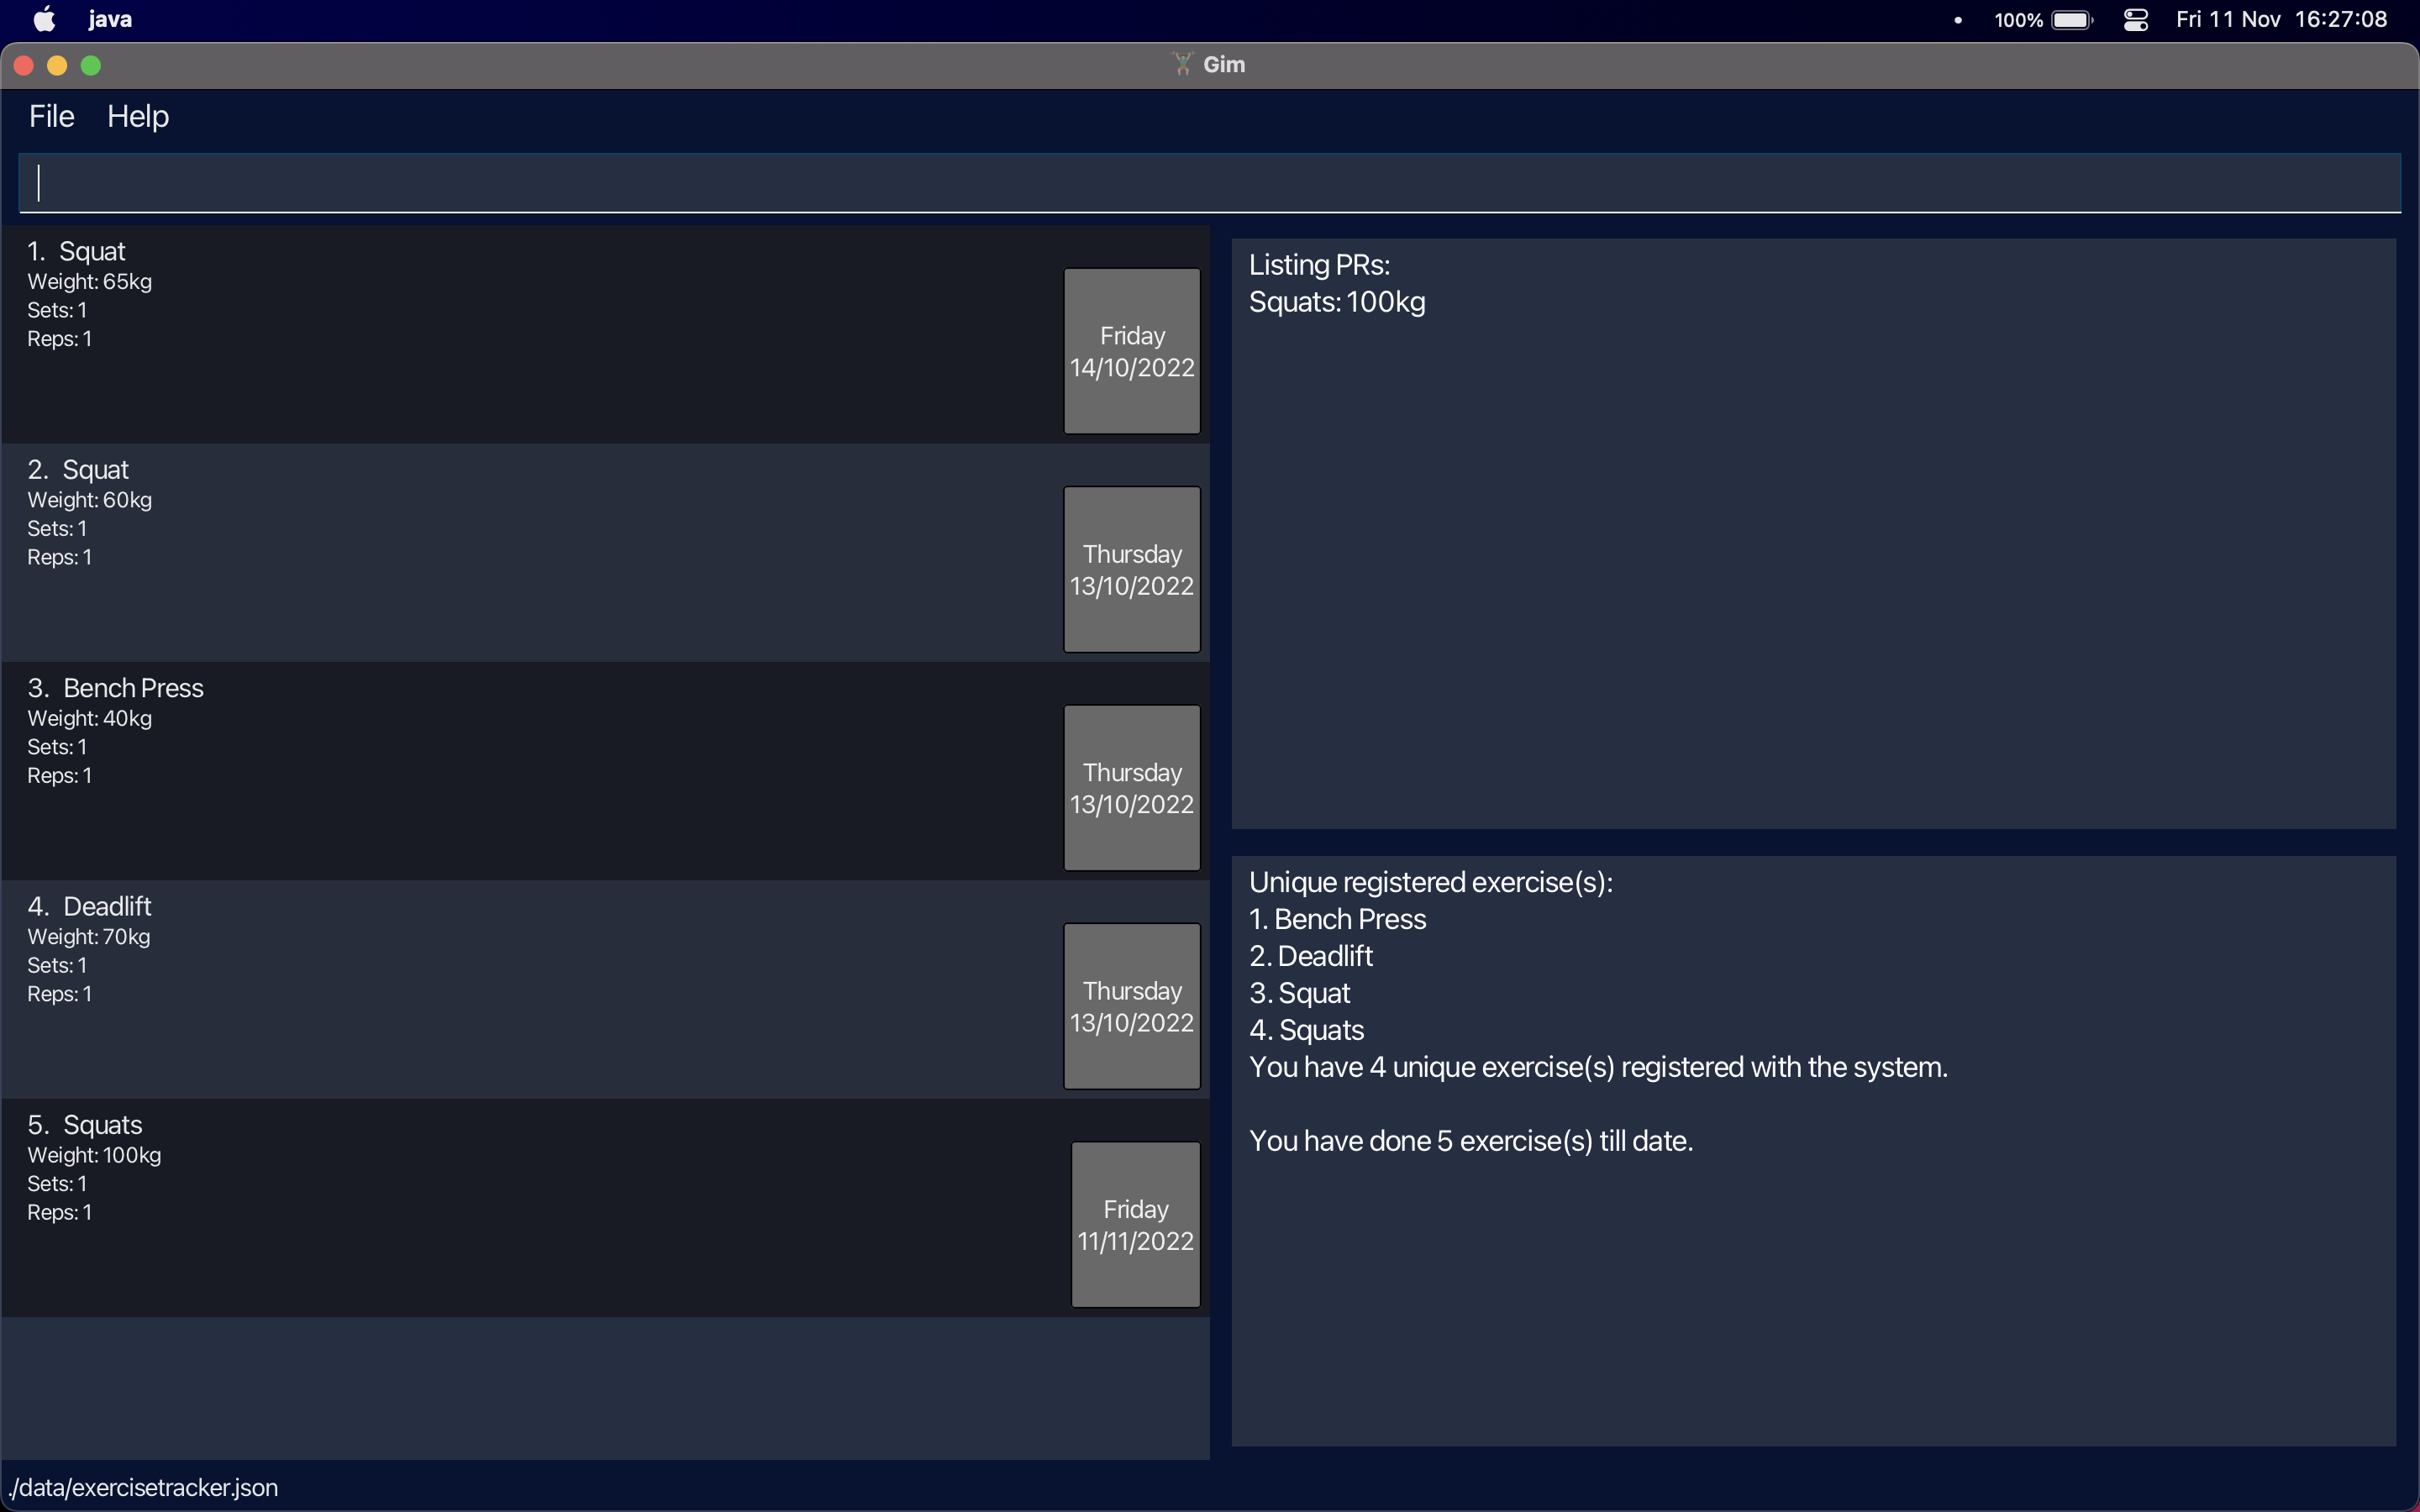 java
100%
Fri 11 Nov 16:27:08
Gim
File Help
1. Squat
Weight: 65kg
Sets: 1
Reps: 1
Friday
14/10/2022
2. Squat
Weight: 60kg
Sets: 1
Reps: 1
Thursday
13/10/2022
3. Bench Press
Weight: 40kg
Sets: 1
Reps: 1
Thursday
13/10/2022
4. Deadlift
Weight: 70kg
Sets: 1
Reps: 1
Thursday
13/10/2022
5. Squats
Weight: 100kg
Sets: 1
Reps: 1
Friday
11/11/2022
Listing PRs:
Squats: 100kg
Unique registered exercise(s):
1. Bench Press
2. Deadlift
3. Squat
4. Squats
You have 4 unique exercise(s) registered with the system.
You have done 5 exercise(s) till date.
./data/exercisetracker.json